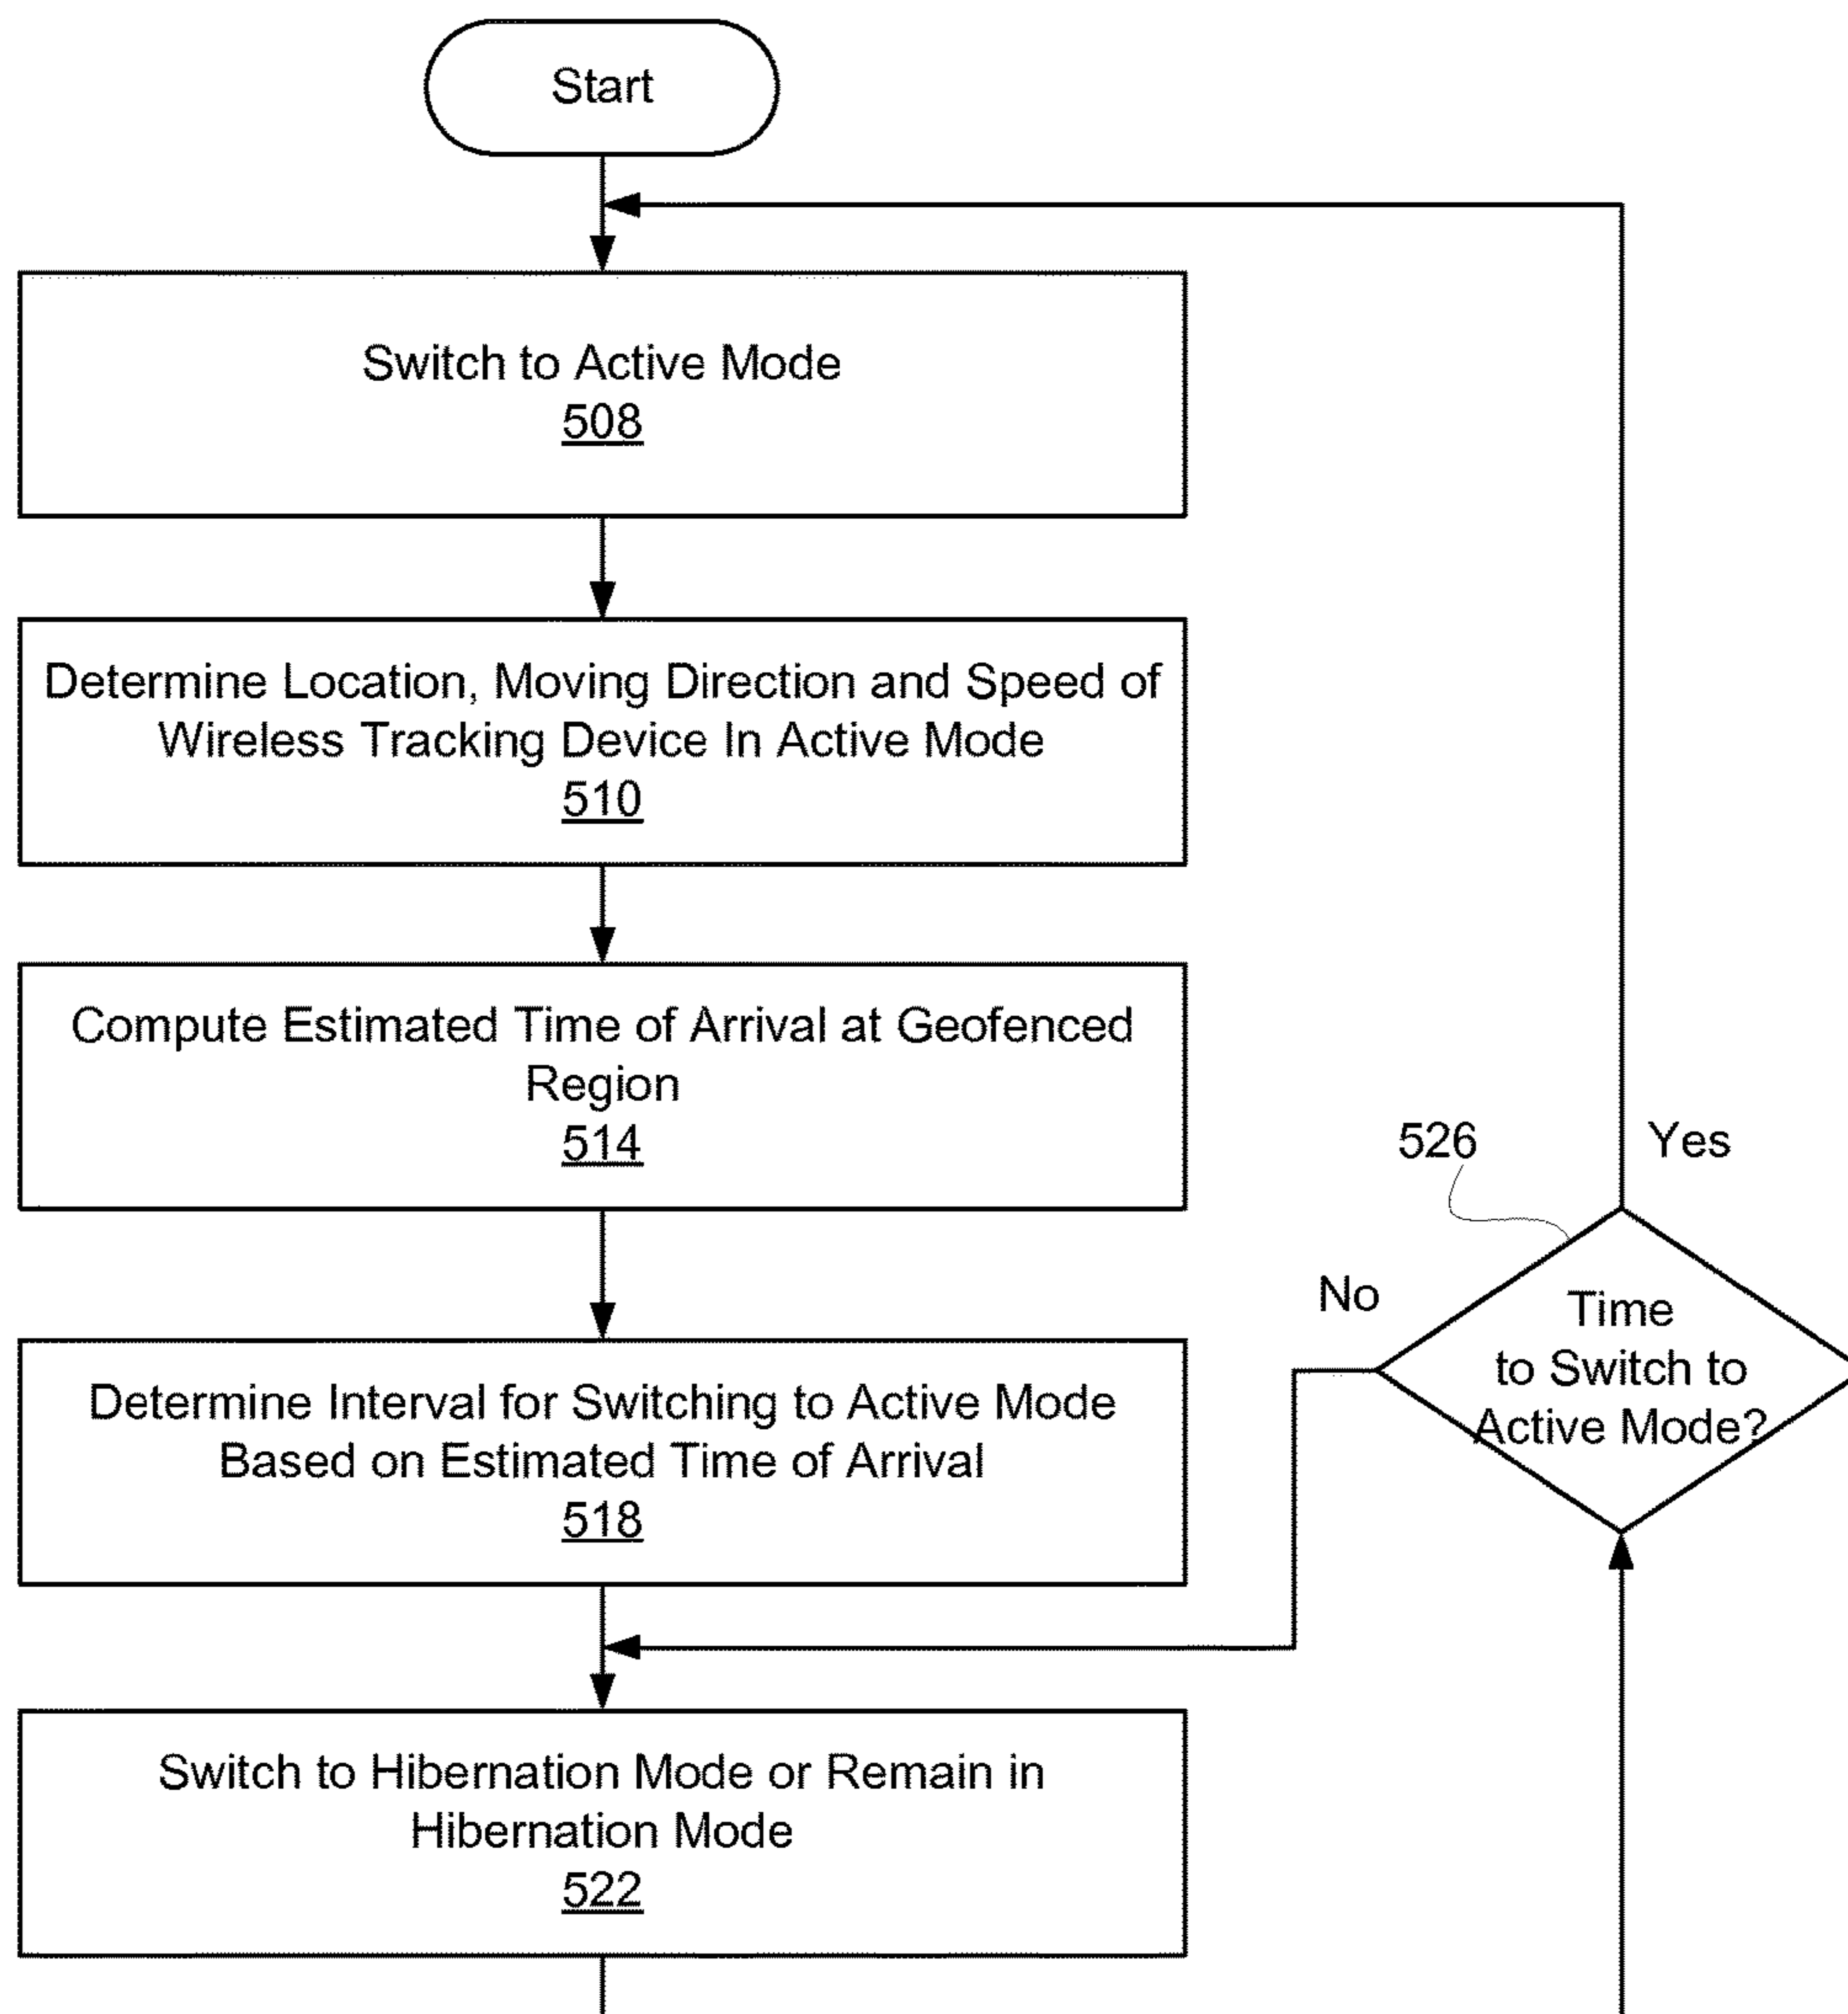 Start
Switch to Active Mode
508
Determine Location, Moving Direction and Speed of
Wireless Tracking Device In Active Mode
510
Compute Estimated Time of Arrival at Geofenced
Region
514
526
Yes
No
Time
to Switch to
Active Mode?
Determine Interval for Switching to Active Mode
Based on Estimated Time of Arrival
518
Switch to Hibernation Mode or Remain in
Hibernation Mode
522